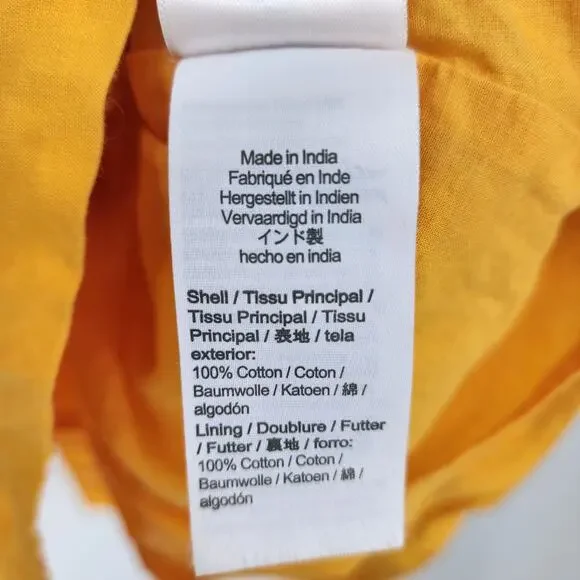 Made in India
Fabriqué en Inde
Hergestellt in Indien
Vervaardigd in India
インド製
hecho en india
Shell / Tissu Principal /
Tissu Principal / Tissu
Principal / 表地 / tela
exterior:
100% Cotton / Coton /
Baumwolle / Katoen / 綿 /
algodón
Lining / Doublure / Futter
/ Futter / 裏地 / forro:
100% Cotton / Coton /
Baumwolle / Katoen / 綿 /
algodón